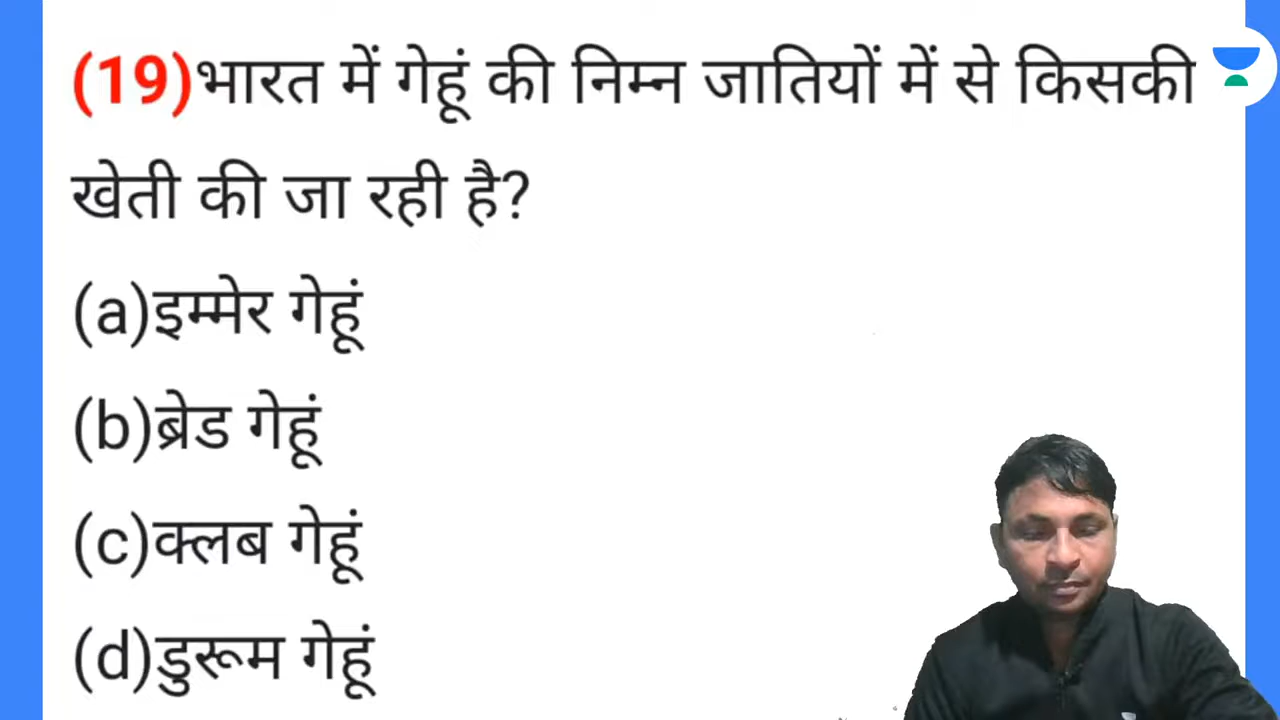 (19)भारत में गेहूं की निम्न जातियों में से किसकी
खेती की जा रही है?
(a)इम्मेर गेहूं
(b)ब्रेड गेहूं
(c)क्लब गेहूं
(d)डुरूम गेहूं